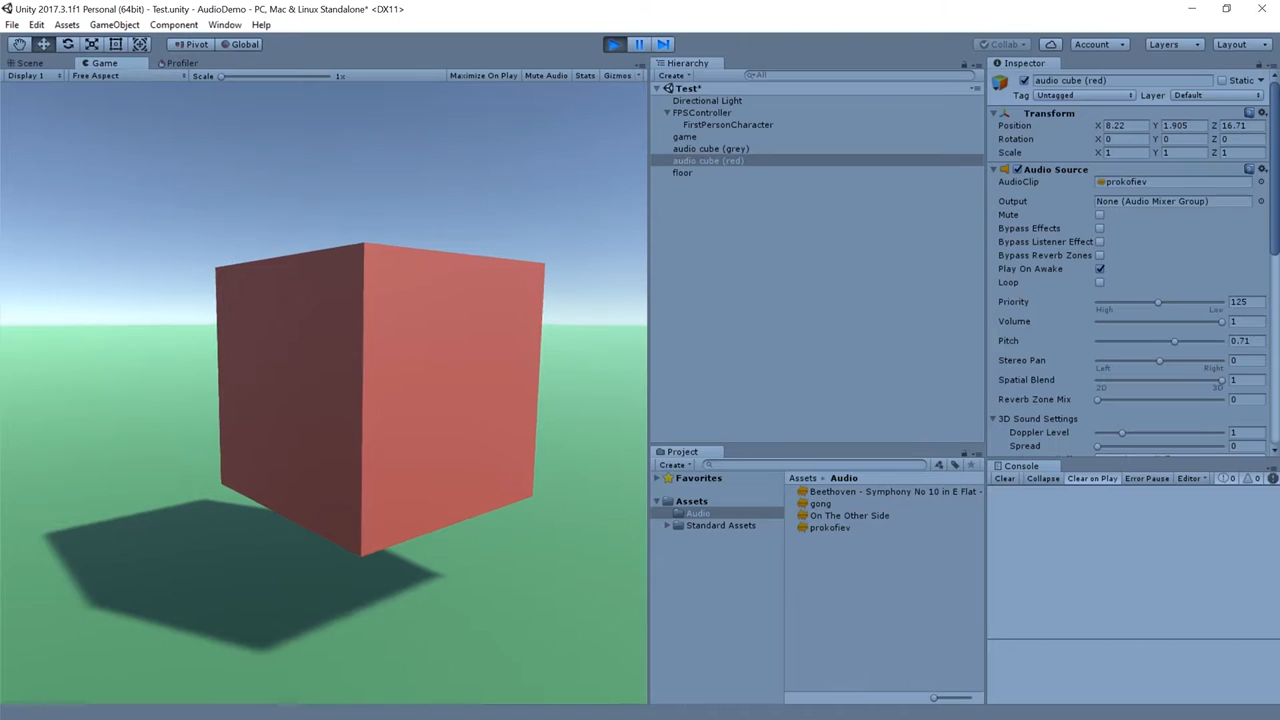 Unity 2017.3.1f1 Personal (64bit) - Test.unity - AudioDemo - PC, Mac & Linux Standalone* <DX11>
File Edit Assets GameObject Component Window Help
Pivot Global Collab Account Layers Layout
Scene Game Profiler
Display 1 Free Aspect Scale 1x Maximize On Play Mute Audio Stats Gizmos
Hierarchy
Create All
Test*
Directional Light
FPSController
FirstPersonCharacter
game
audio cube (grey)
audio cube (red)
floor
Project
Create
Favorites
Assets
Audio
Standard Assets
Assets Audio
Beethoven - Symphony No 10 in E Flat -
gong
On The Other Side
prokofiev
Inspector
audio cube (red) Static
Tag Untagged Layer Default
Transform
Position X 8.22 Y 1.905 Z 16.71
Rotation X 0 Y 0 Z 0
Scale X 1 Y 1 Z 1
Audio Source
AudioClip prokofiev
Output None (Audio Mixer Group)
Mute
Bypass Effects
Bypass Listener Effect
Bypass Reverb Zones
Play On Awake
Loop
Priority 125
High Low
Volume 1
Pitch 0.71
Stereo Pan 0
Left Right
Spatial Blend 1
2D 3D
Reverb Zone Mix 0
3D Sound Settings
Doppler Level 1
Spread 0
Console
Clear Collapse Clear on Play Error Pause Editor 0 0